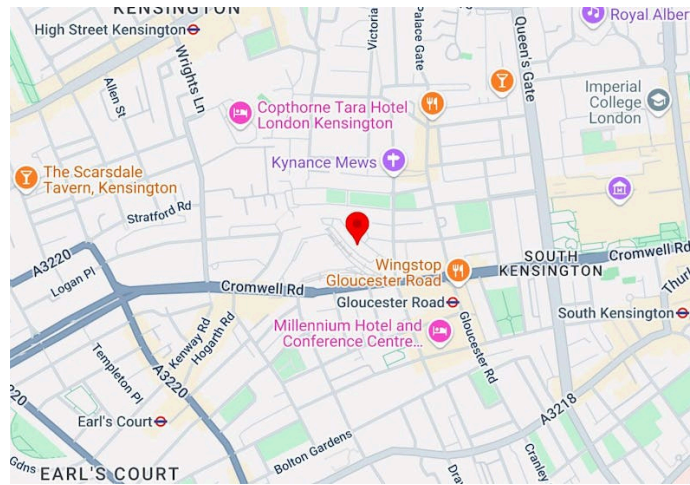 KENSINGTON
High Street Kensington
Wrights Ln
Allen St
Victoria
Palace Gate
Queen's Gate
Royal Alber
Copthorne Tara Hotel
London Kensington
Imperial
College
London
Kynance Mews
The Scarsdale
Tavern, Kensington
Stratford Rd
A3220
Logan Pl
Cromwell Rd
Wingstop
Gloucester Road
SOUTH
KENSINGTON
Cromwell Rd
Thurl
Gloucester Road
South Kensington
Millennium Hotel and
Conference Centre...
Gloucester Rd
Kenway Rd
Hogarth Rd
Templeton Pl
A3220
A3220
Earl's Court
A3218
Bolton Gardens
Cranley
Dra
Gdns
EARL'S COURT